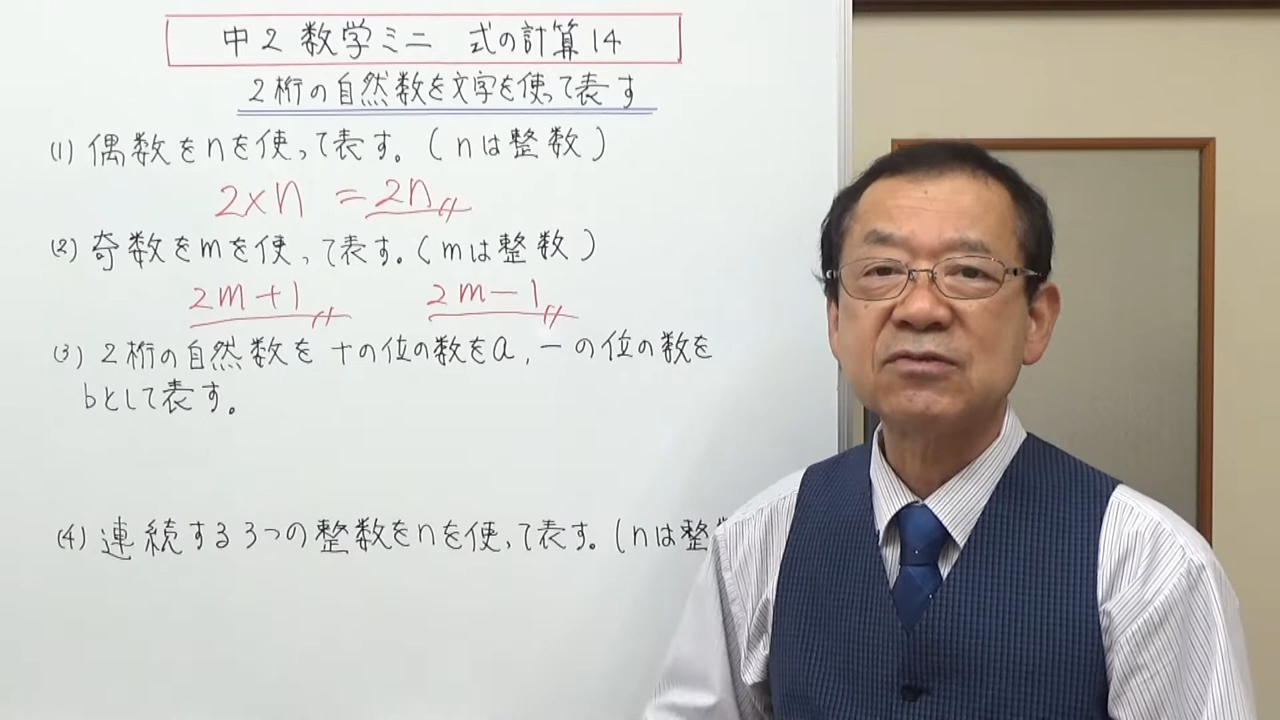 中2 数学ミニ 式の計算14
2桁の自然数を文字を使って表す
(1) 偶数をnを使って表す。(nは整数)
2×n = 2n
(2) 奇数をmを使って表す。(mは整数)
2m+1 2m-1
(3) 2桁の自然数を 十の位の数をa, 一の位の数を
bとして表す。
(4) 連続する3つの整数をnを使って表す。(nは整